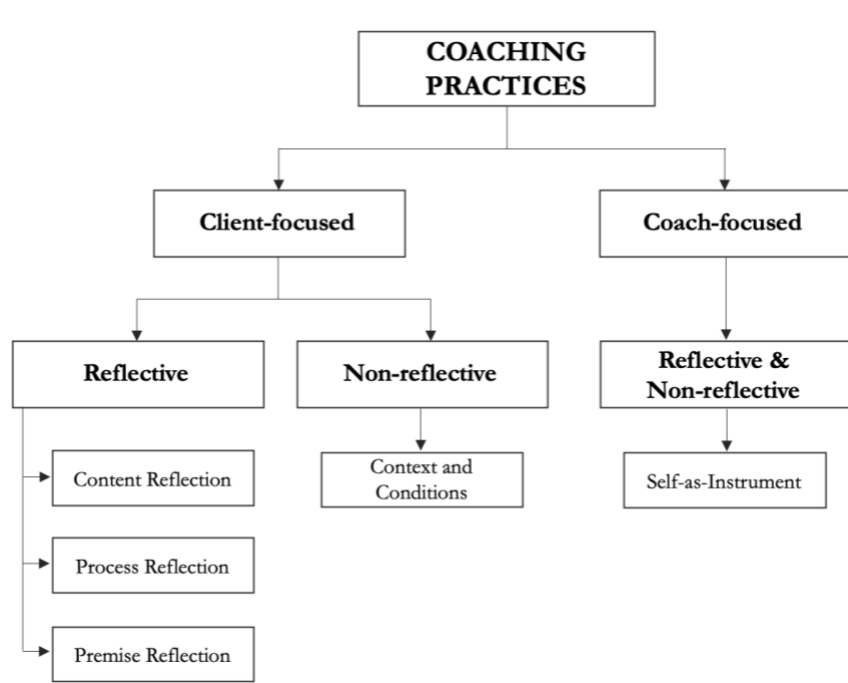 COACHING
PRACTICES
Client-focused
Coach-focused
Reflective
Non-reflective
Reflective &
Non-reflective
Content Reflection
Process Reflection
Premise Reflection
Context and
Conditions
Self-as-Instrument